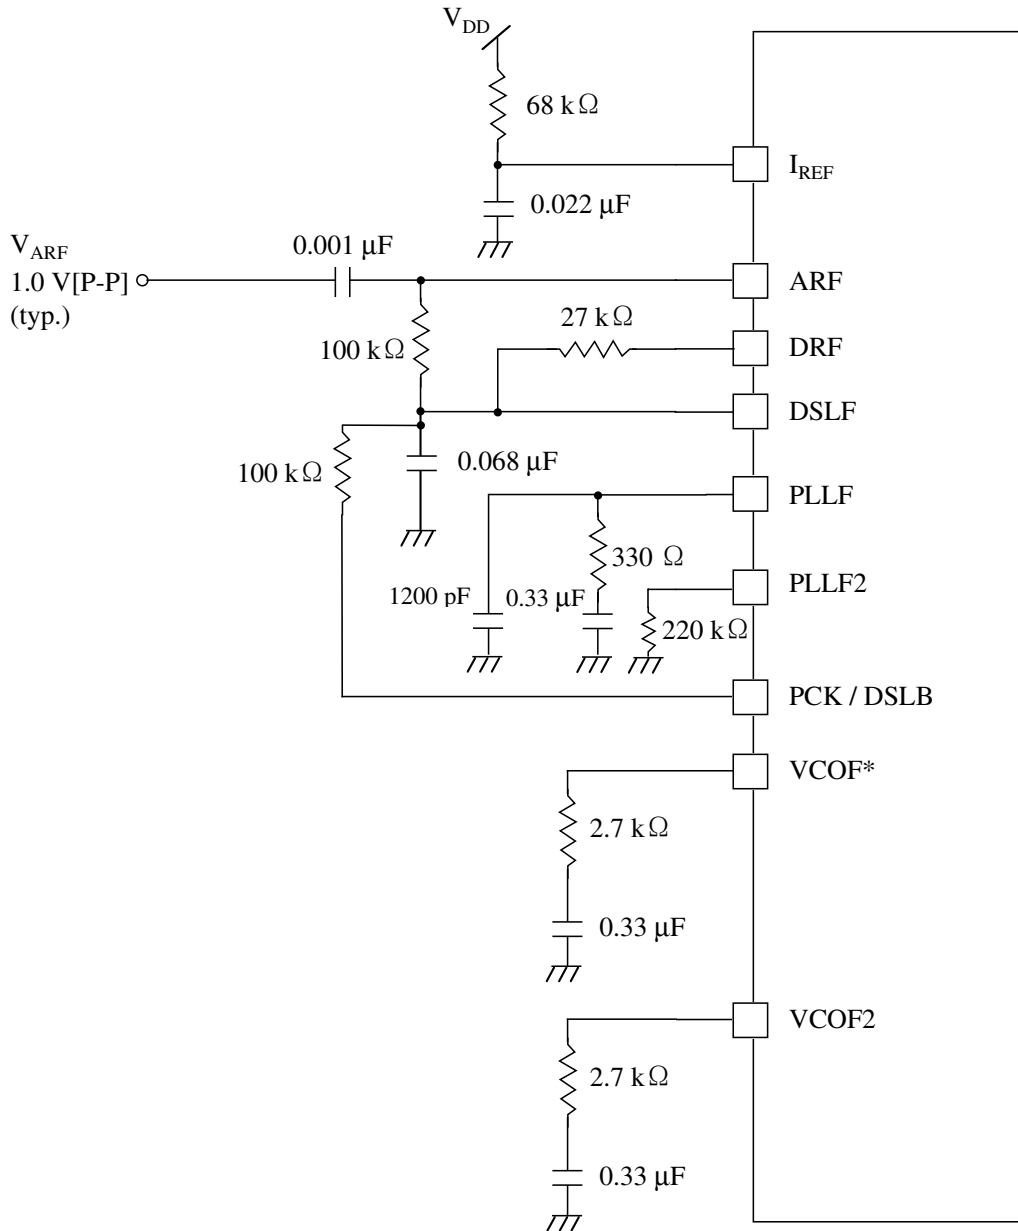 V_DD
68 kΩ
I_REF
0.022 µF
V_ARF
1.0 V[P-P]
(typ.)
0.001 µF
ARF
27 kΩ
100 kΩ
DRF
DSLF
100 kΩ
0.068 µF
PLLF
330 Ω
1200 pF
0.33 µF
PLLF2
220 kΩ
PCK / DSLB
VCOF*
2.7 kΩ
0.33 µF
VCOF2
2.7 kΩ
0.33 µF